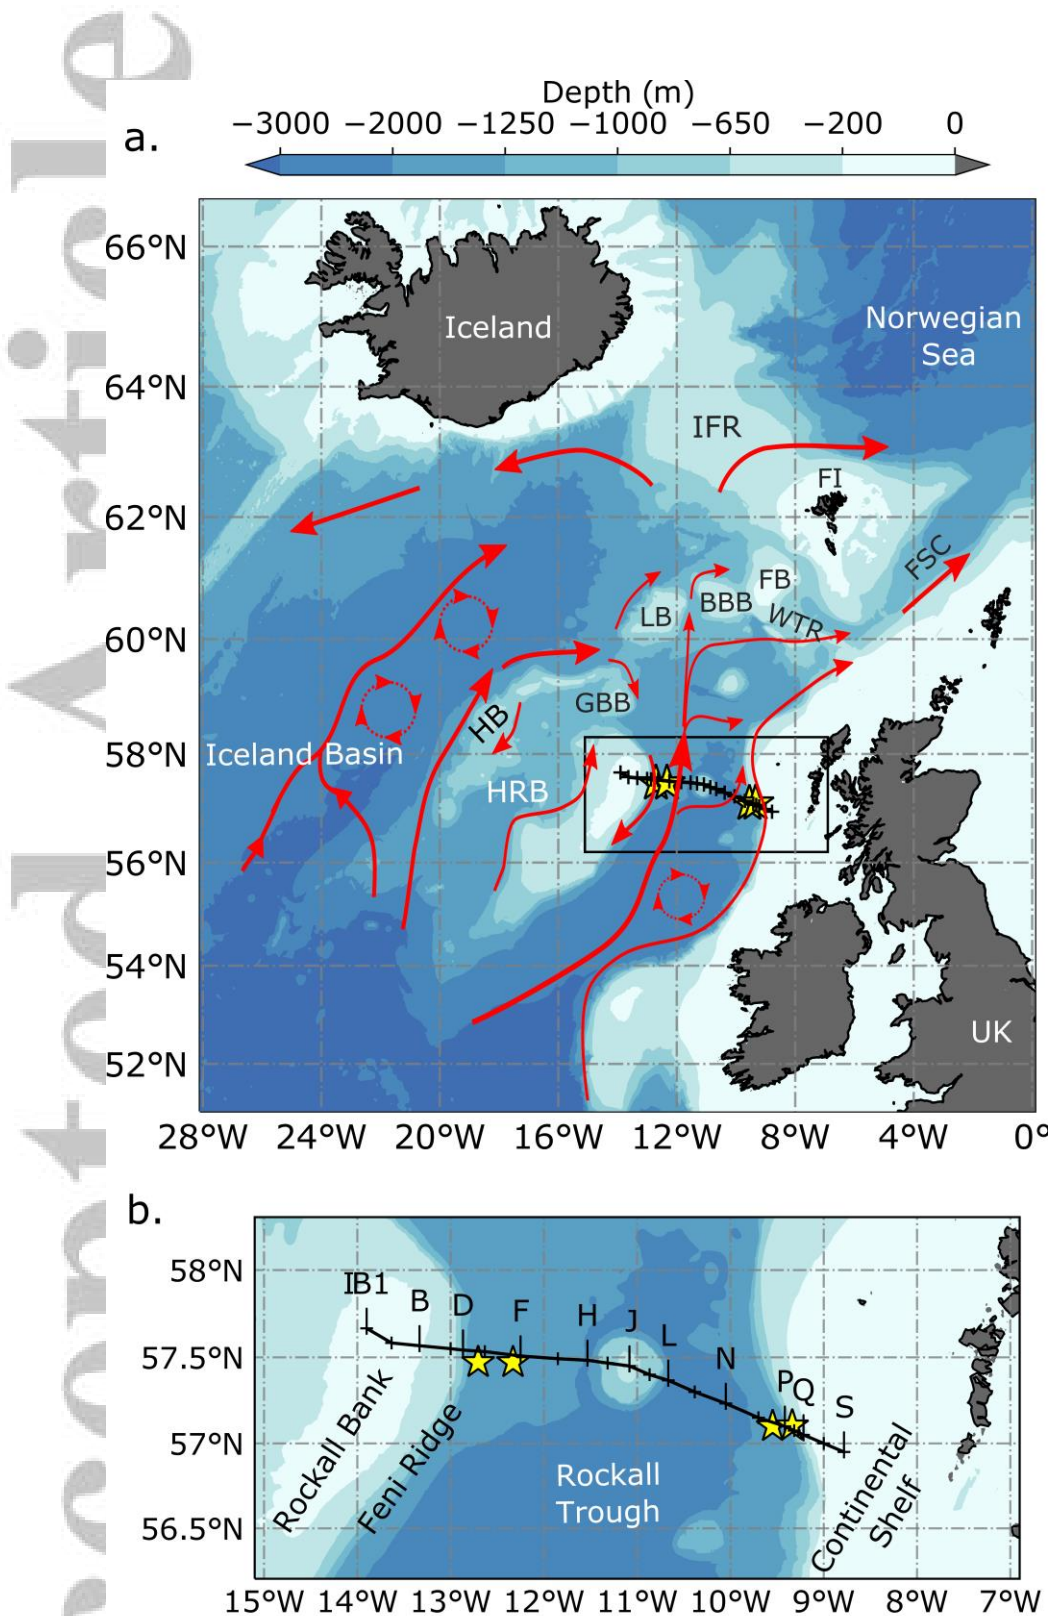 Accepted Article
Depth (m)
a.
−3000 −2000 −1250 −1000 −650 −200 0
66°N
64°N
62°N
60°N
58°N
56°N
54°N
52°N
Iceland
Norwegian
Sea
IFR
FI
FSC
FB
BBB
LB
WTR
GBB
HB
Iceland Basin
HRB
UK
28°W 24°W 20°W 16°W 12°W 8°W 4°W 0°
b.
58°N
57.5°N
57°N
56.5°N
IB1 B D F H J L N P Q S
Rockall Bank
Feni Ridge
Rockall
Trough
Continental
Shelf
15°W 14°W 13°W 12°W 11°W 10°W 9°W 8°W 7°W